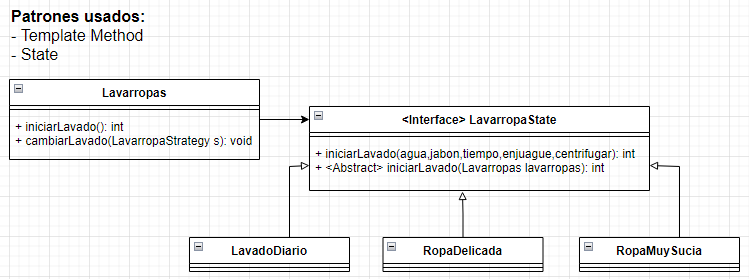 Patrones usados:
- Template Method
- State
Lavarropas
+ iniciarLavado(): int
+ cambiarLavado(LavarropaStrategy s): void
<Interface> LavarropaState
+ iniciarLavado(agua,jabon,tiempo,enjuague,centrifugar): int
+ <Abstract> iniciarLavado(Lavarropas lavarropas): int
LavadoDiario
RopaDelicada
RopaMuySucia